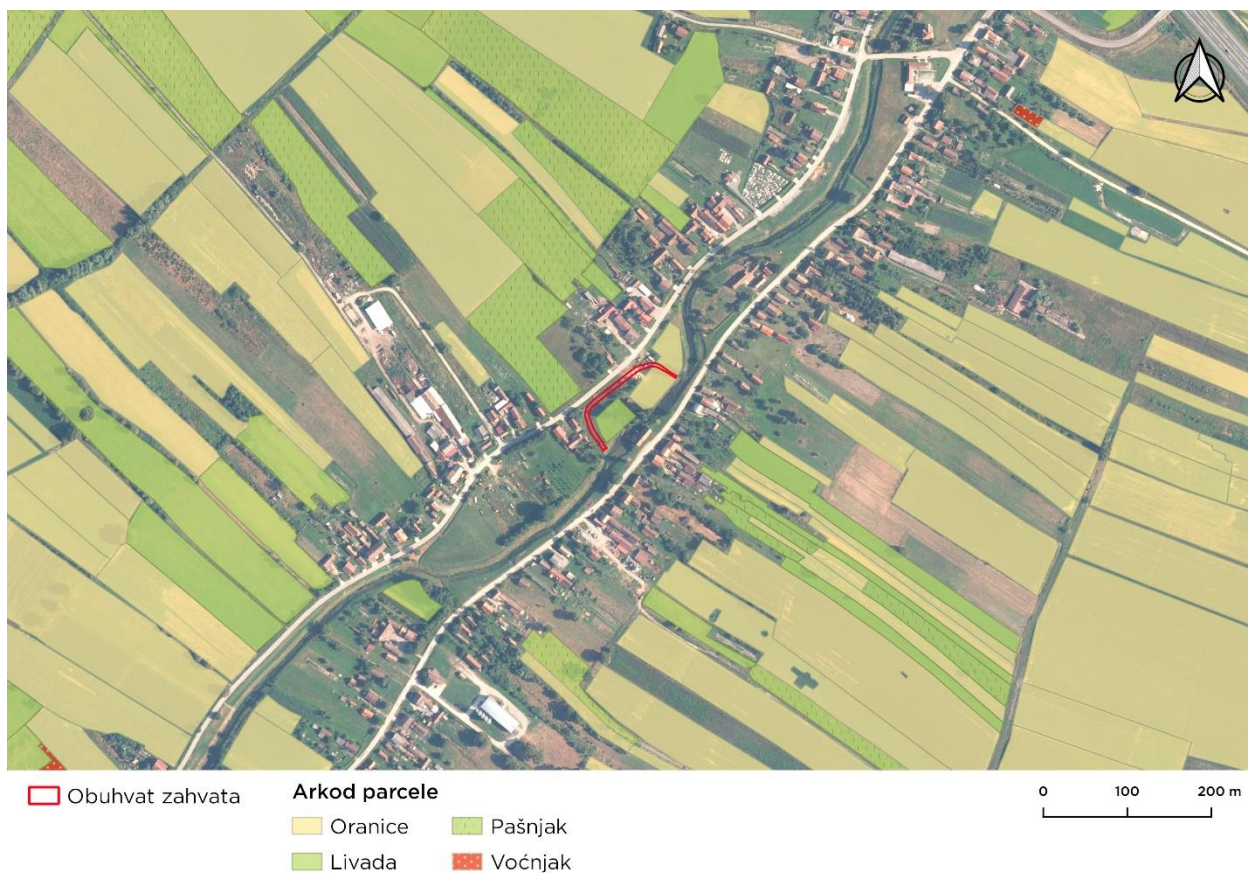 Obuhvat zahvata
Arkod parcele
Oranice
Pašnjak
Livada
Voćnjak
0 100 200 m